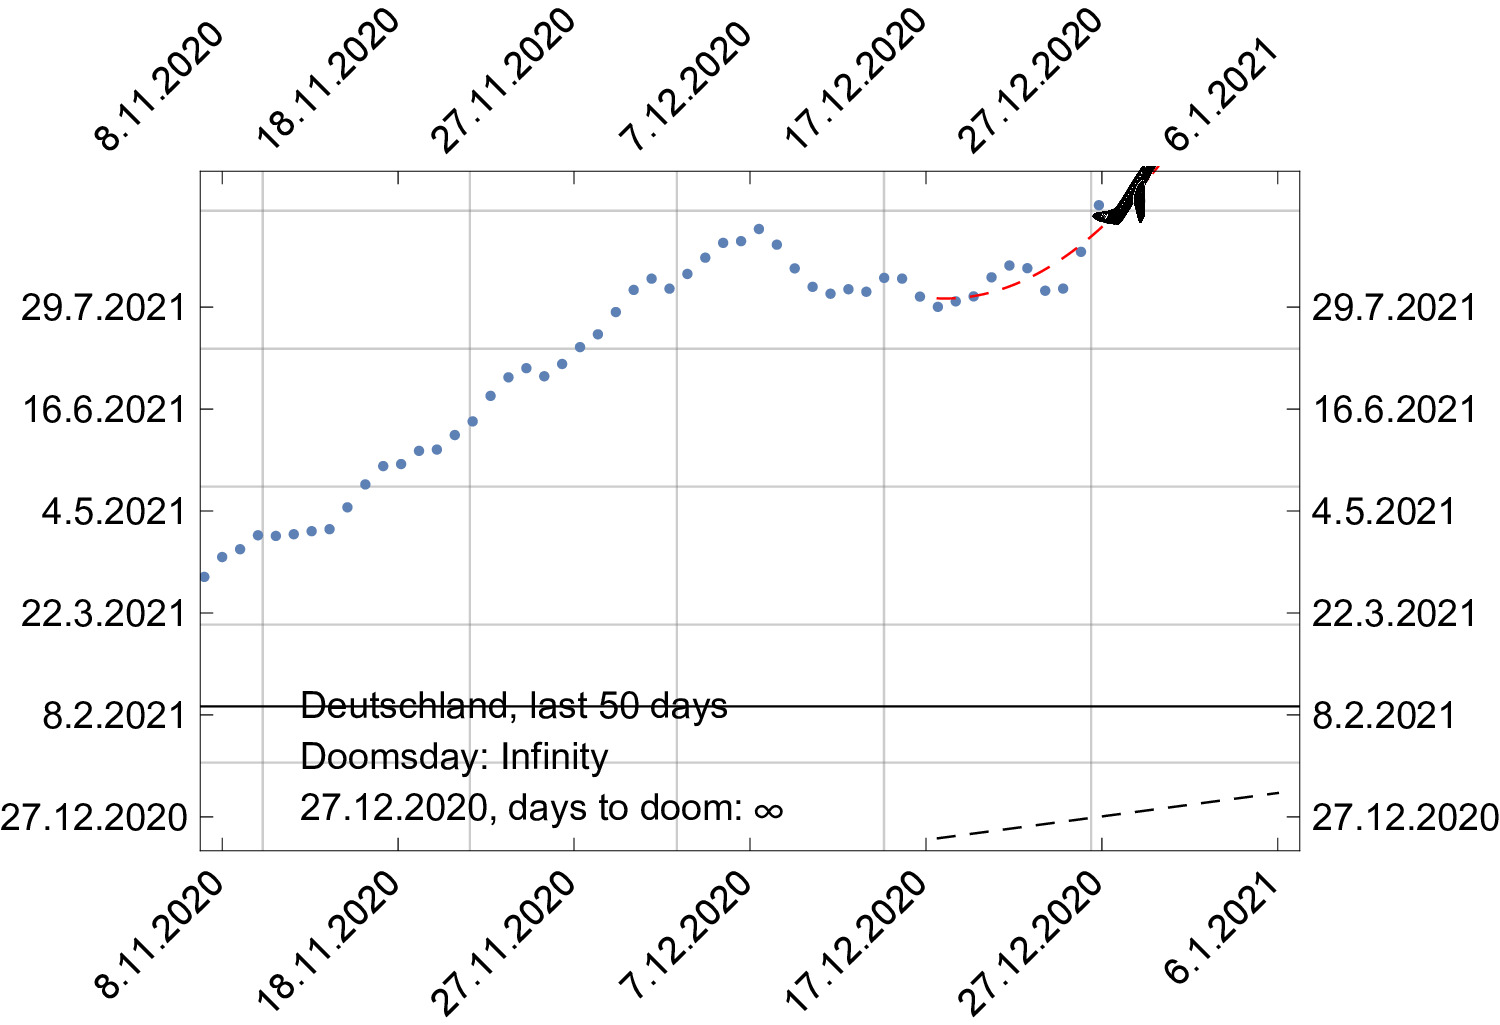 8.11.2020 18.11.2020 27.11.2020 7.12.2020 17.12.2020 27.12.2020 6.1.2021
29.7.2021 29.7.2021
16.6.2021 16.6.2021
4.5.2021 4.5.2021
22.3.2021 22.3.2021
Deutschland, last 50 days
8.2.2021 8.2.2021
Doomsday: Infinity
27.12.2020, days to doom: ∞
27.12.2020 27.12.2020
8.11.2020 18.11.2020 27.11.2020 7.12.2020 17.12.2020 27.12.2020 6.1.2021